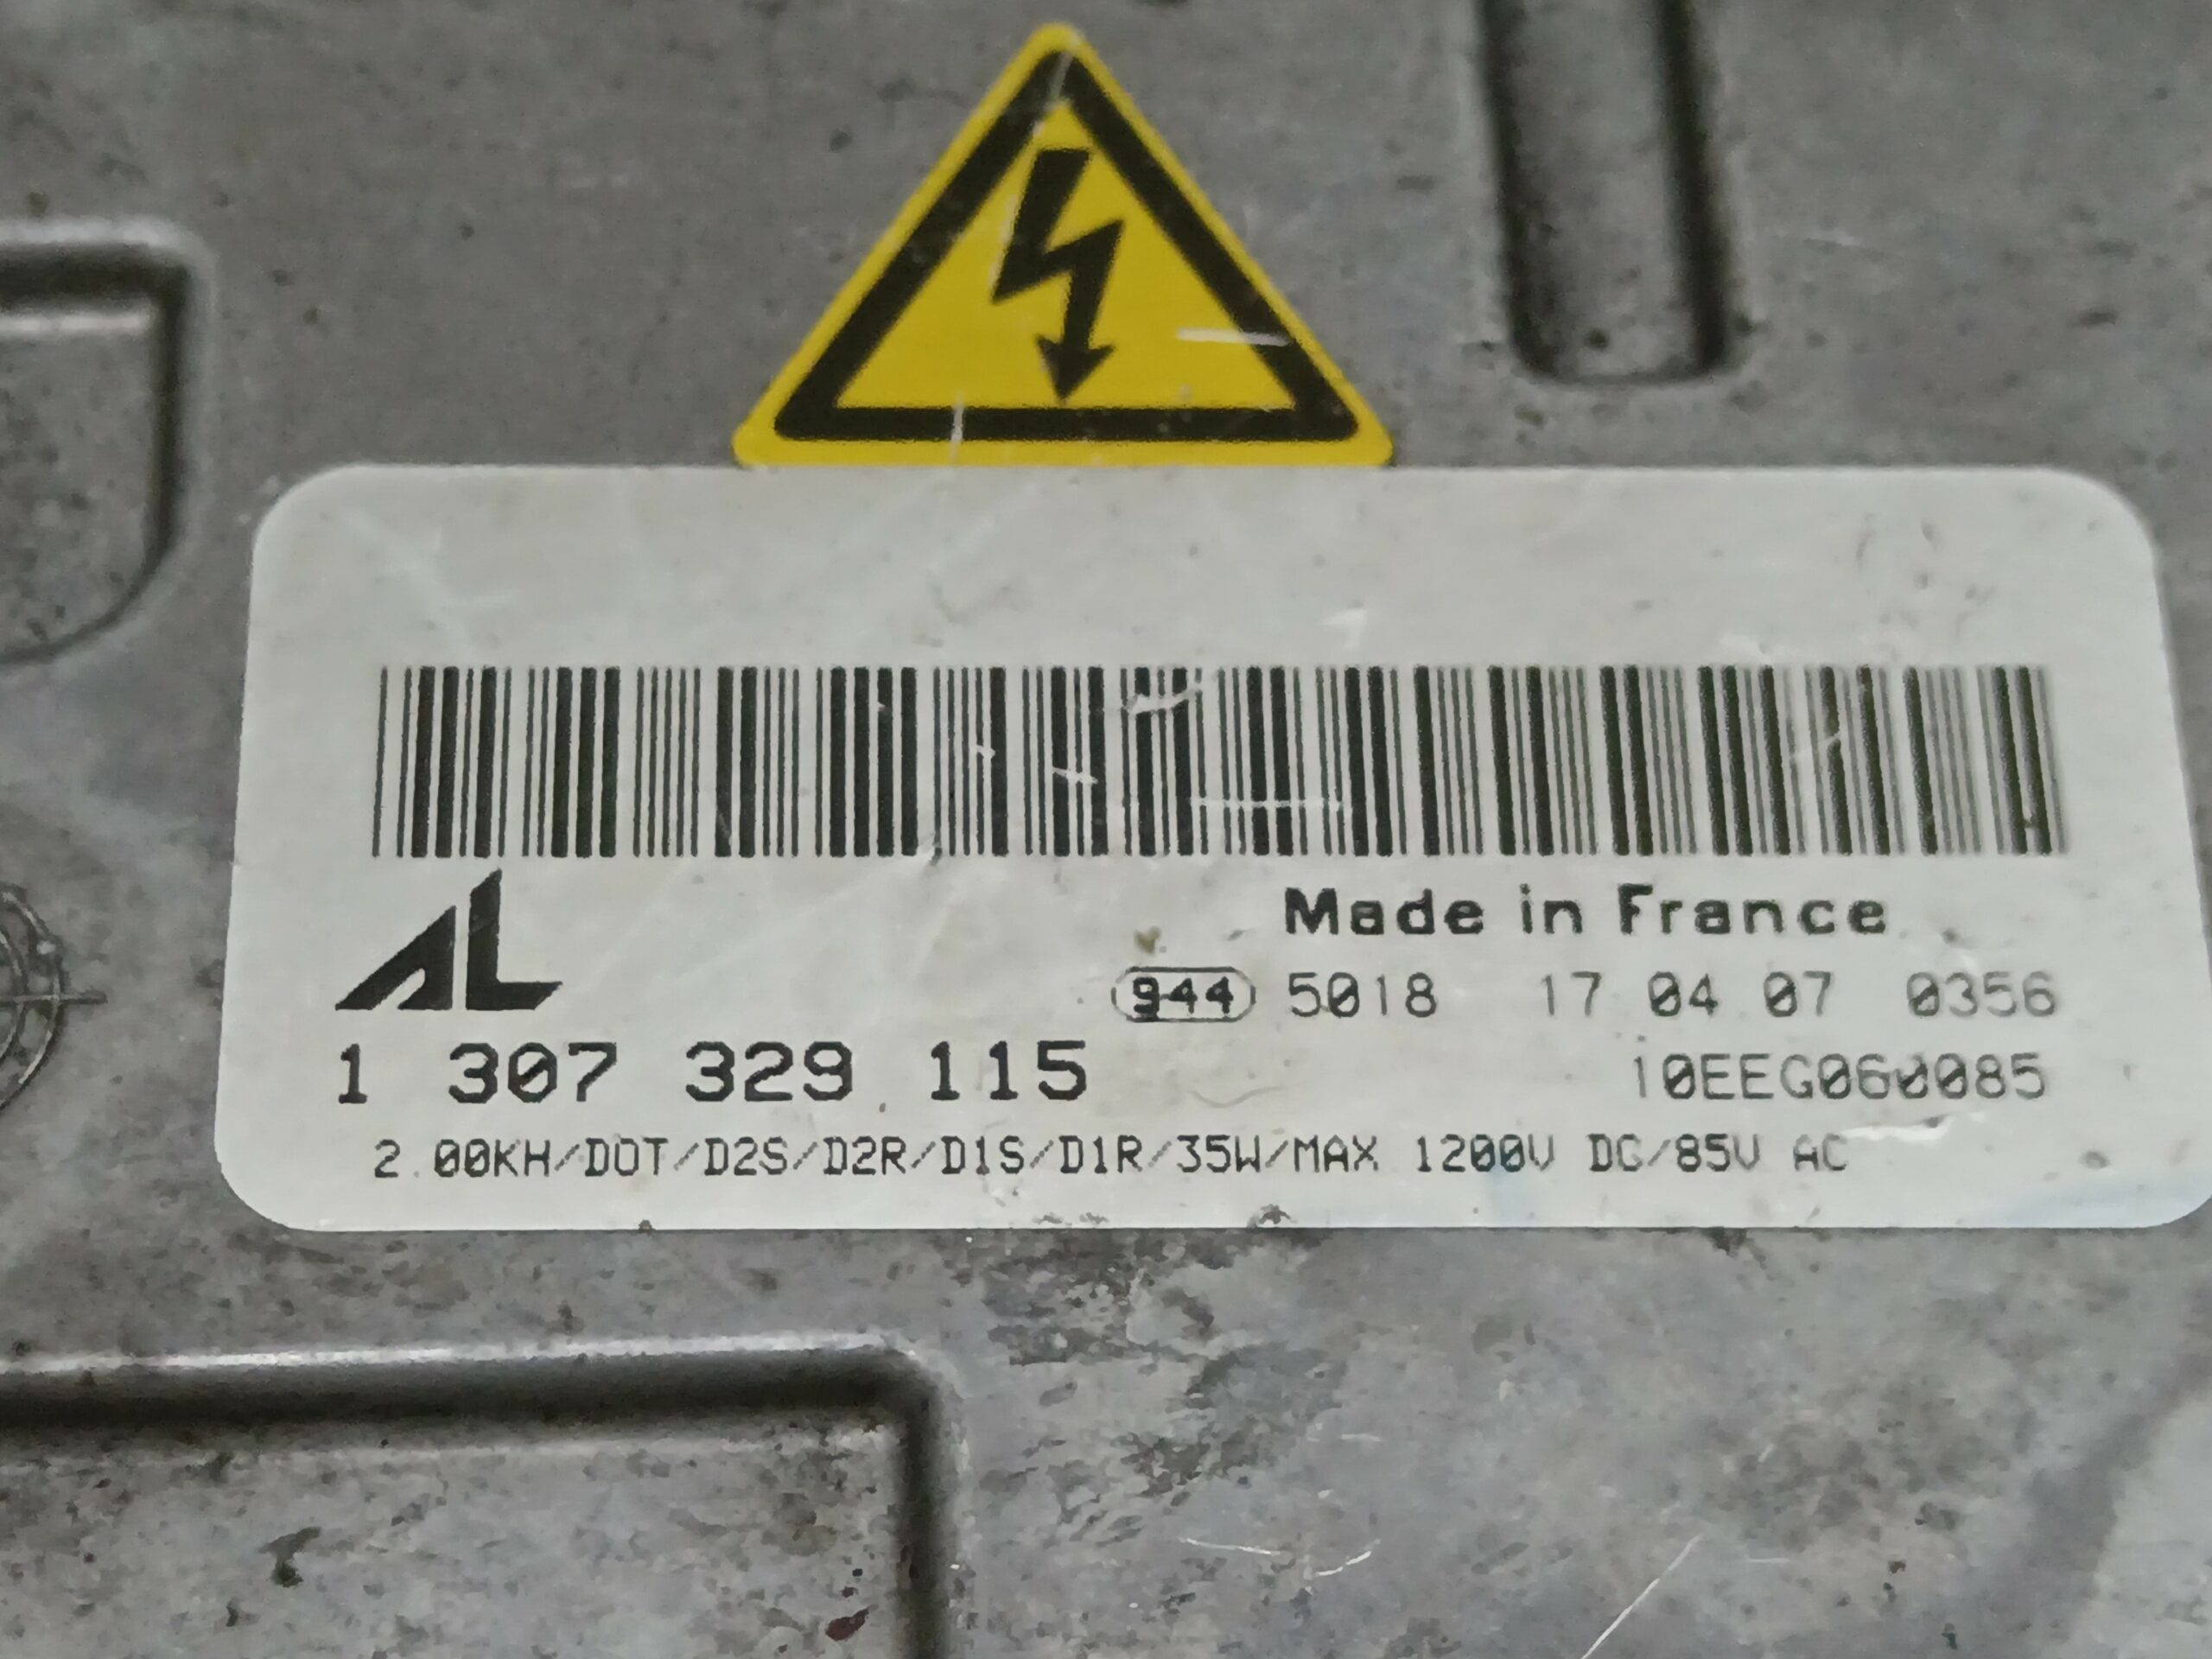 AL
Made in France
944 5018 17 04 07 0356
1 307 329 115
10EEG060085
2.00KH/DOT/D2S/D2R/D1S/D1R/35W/MAX 1200V DC/85V AC